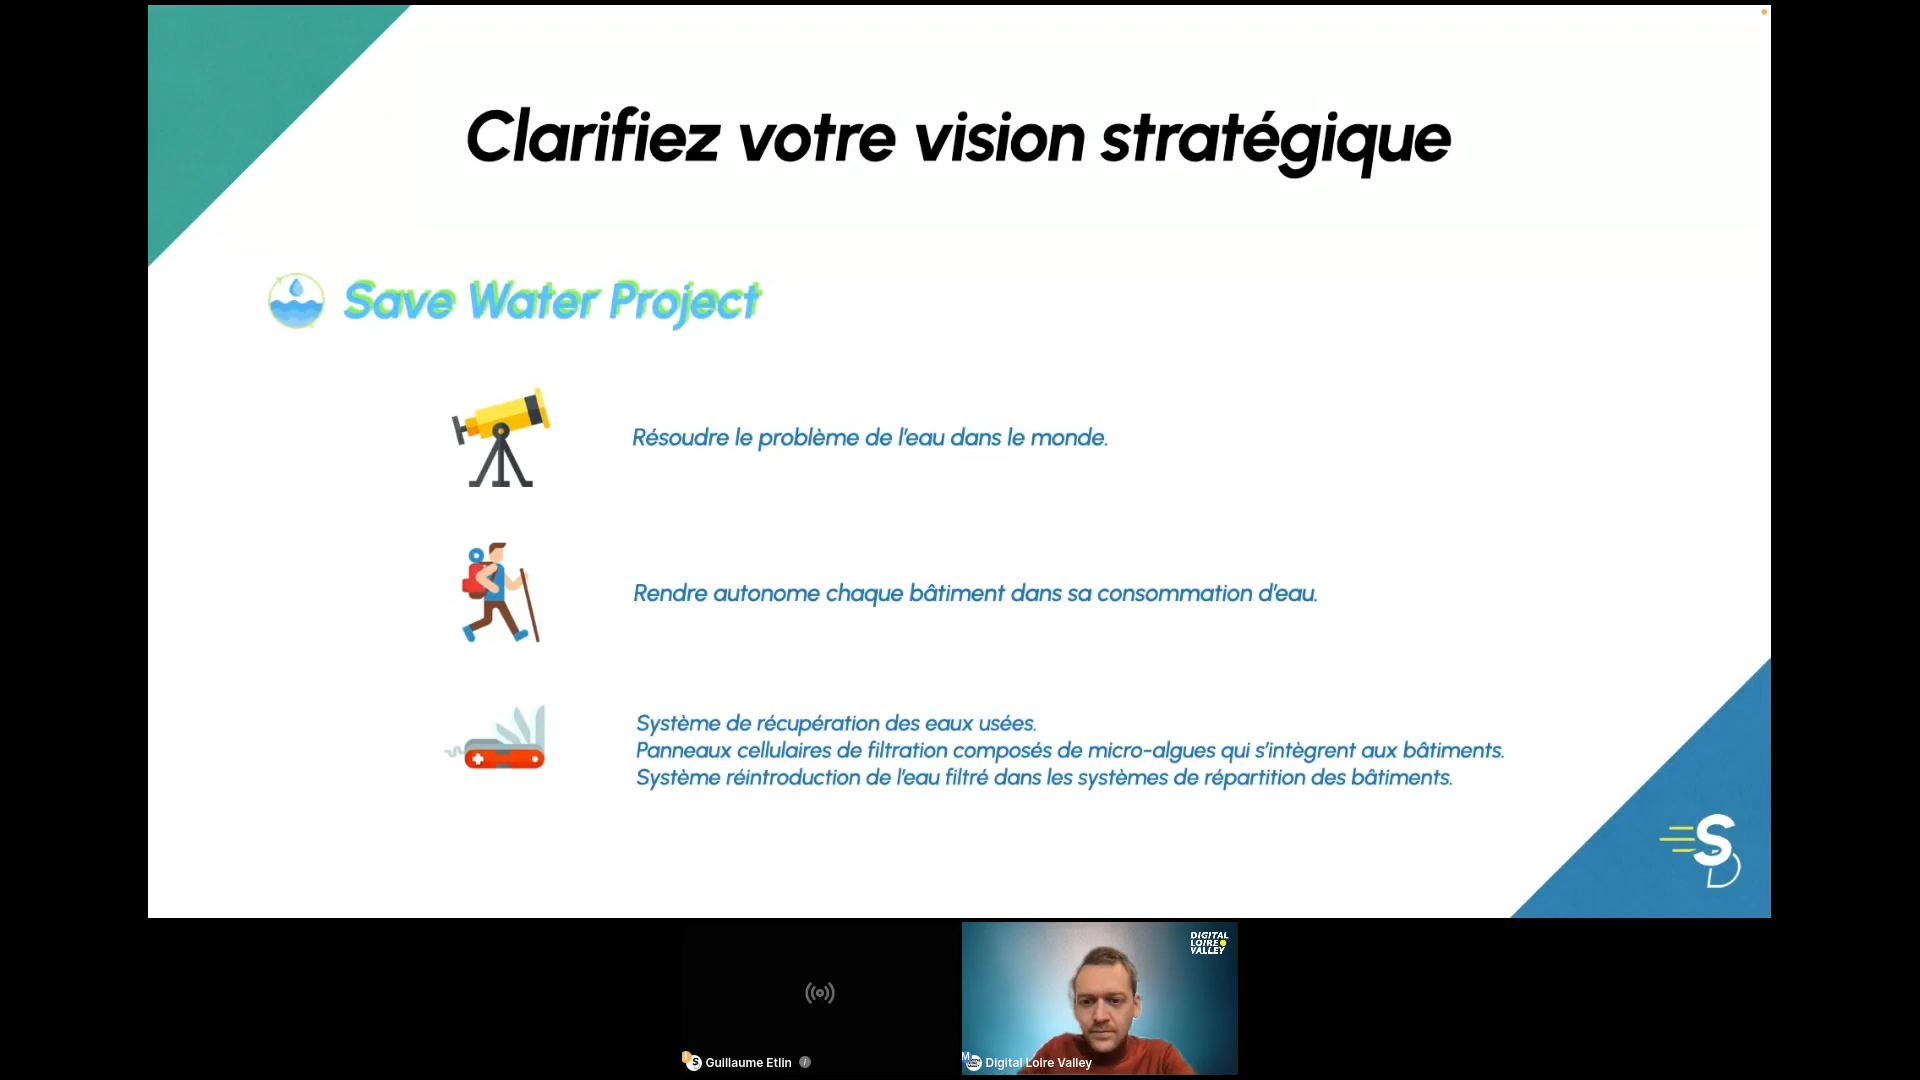 Clarifiez votre vision stratégique
Save Water Project
Résoudre le problème de l'eau dans le monde.
Rendre autonome chaque bâtiment dans sa consommation d'eau.
Système de récupération des eaux usées.
Panneaux cellulaires de filtration composés de micro-algues qui s'intègrent aux bâtiments.
Système réintroduction de l'eau filtré dans les systèmes de répartition des bâtiments.
SD
DIGITAL
LOIRE
VALLEY
Guillaume Etlin
Digital Loire Valley